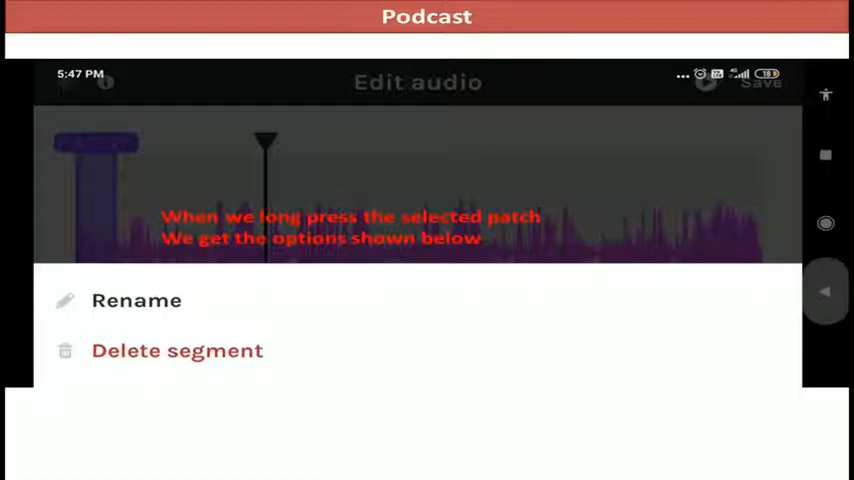 Podcast
5:47 PM
Edit audio
Save
When we long press the selected patch
We get the options shown below
Rename
Delete segment